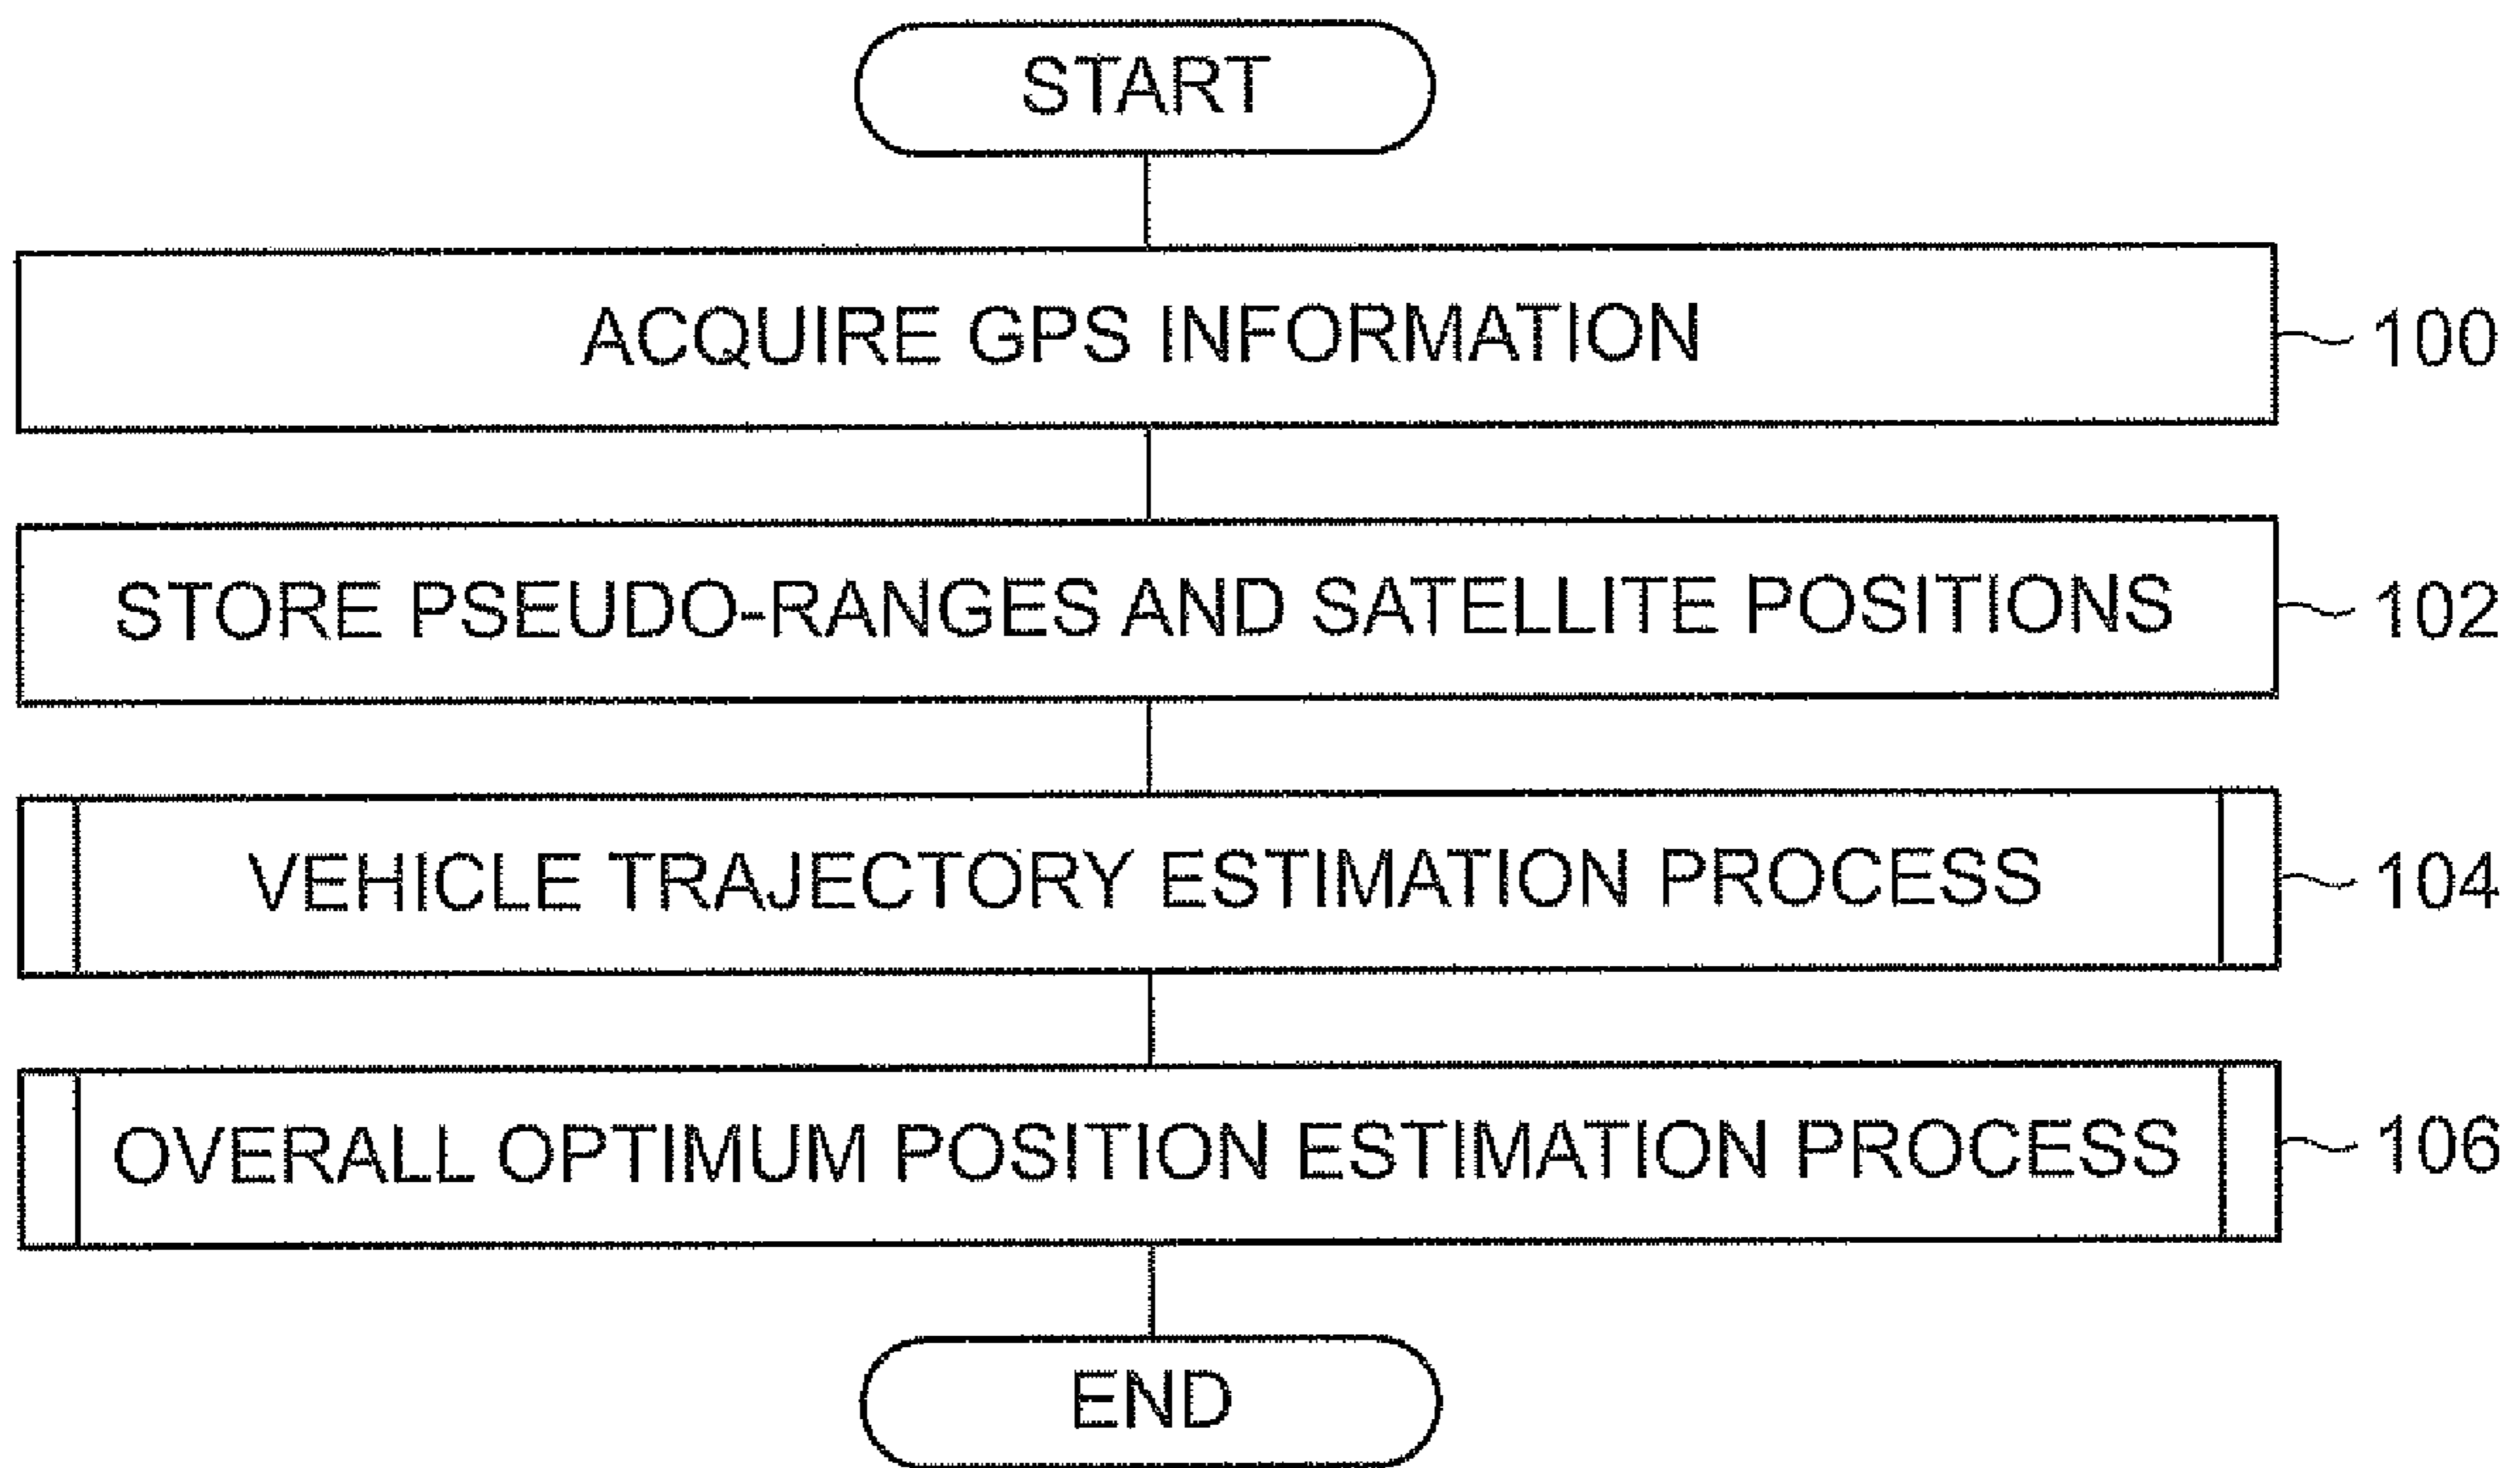 START
ACQUIRE GPS INFORMATION
100
STORE PSEUDO-RANGES AND SATELLITE POSITIONS
102
VEHICLE TRAJECTORY ESTIMATION PROCESS
104
OVERALL OPTIMUM POSITION ESTIMATION PROCESS
106
END